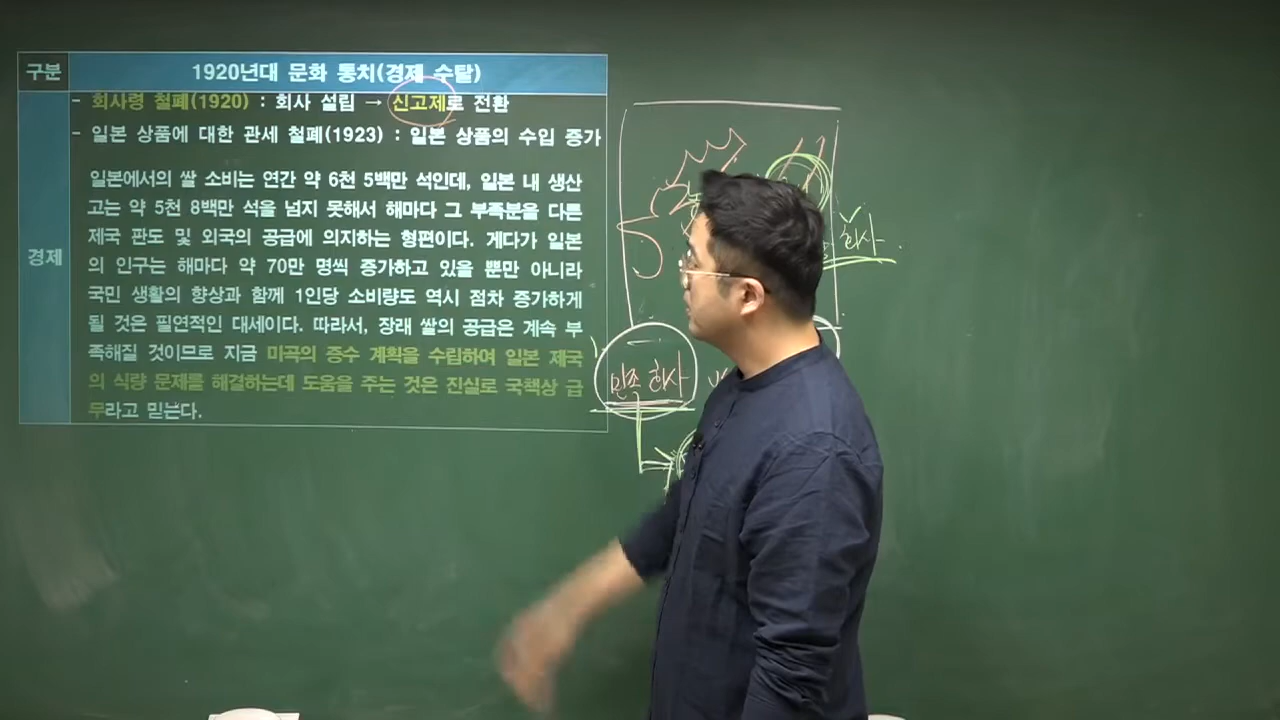 구분
1920년대 문화 통치(경제 수탈)
경제
- 회사령 철폐(1920) : 회사 설립 → 신고제로 전환
- 일본 상품에 대한 관세 철폐(1923) : 일본 상품의 수입 증가
일본에서의 쌀 소비는 연간 약 6천 5백만 석인데, 일본 내 생산
고는 약 5천 8백만 석을 넘지 못해서 해마다 그 부족분을 다른
제국 판도 및 외국의 공급에 의지하는 형편이다. 게다가 일본
의 인구는 해마다 약 70만 명씩 증가하고 있을 뿐만 아니라
국민 생활의 향상과 함께 1인당 소비량도 역시 점차 증가하게
될 것은 필연적인 대세이다. 따라서, 장래 쌀의 공급은 계속 부
족해질 것이므로 지금 미곡의 증수 계획을 수립하여 일본 제국
의 식량 문제를 해결하는데 도움을 주는 것은 진실로 국책상 급
무라고 믿는다.
회사
민족 회사